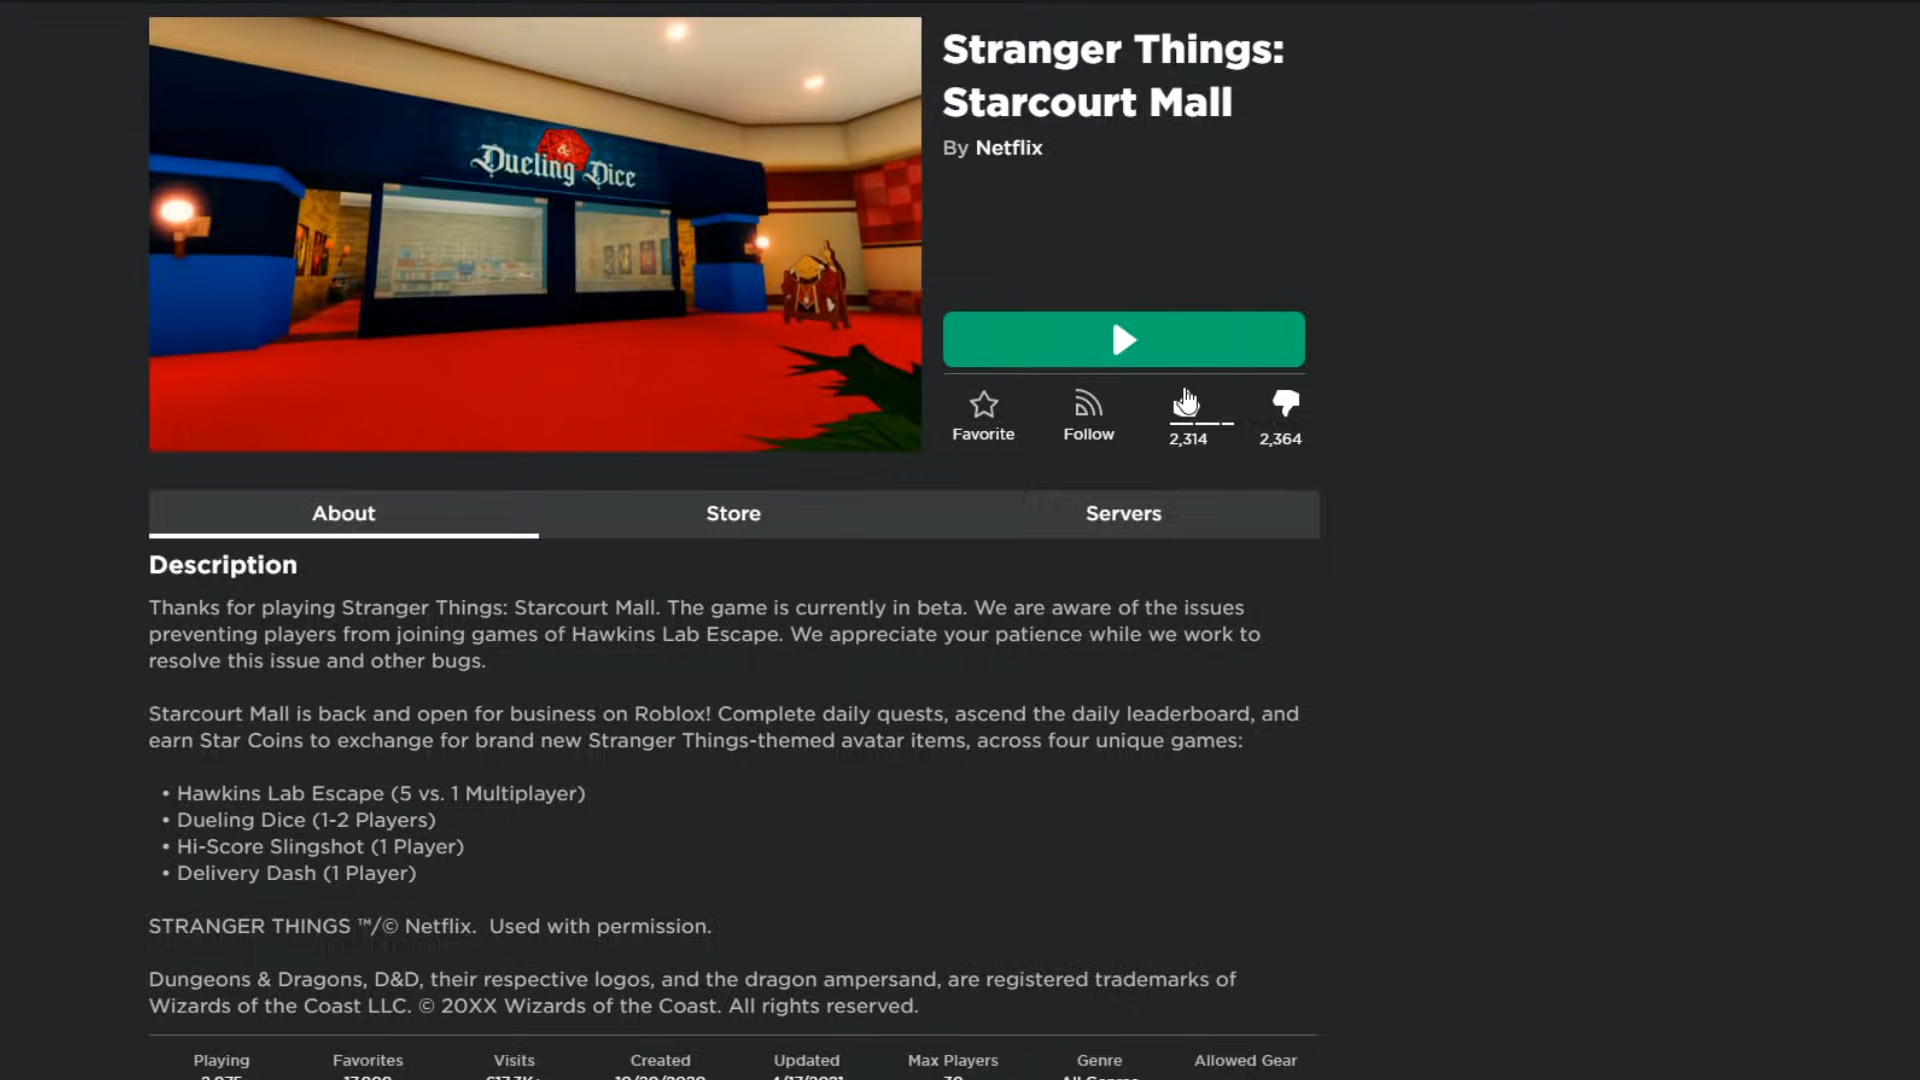 & 
Dueling Dice
Stranger Things:
Starcourt Mall
By Netflix
Favorite
Follow
2,314
2,364
About
Store
Servers
Description
Thanks for playing Stranger Things: Starcourt Mall. The game is currently in beta. We are aware of the issues
preventing players from joining games of Hawkins Lab Escape. We appreciate your patience while we work to
resolve this issue and other bugs.
Starcourt Mall is back and open for business on Roblox! Complete daily quests, ascend the daily leaderboard, and
earn Star Coins to exchange for brand new Stranger Things-themed avatar items, across four unique games:
• Hawkins Lab Escape (5 vs. 1 Multiplayer)
• Dueling Dice (1-2 Players)
• Hi-Score Slingshot (1 Player)
• Delivery Dash (1 Player)
STRANGER THINGS ™/© Netflix. Used with permission.
Dungeons & Dragons, D&D, their respective logos, and the dragon ampersand, are registered trademarks of
Wizards of the Coast LLC. © 20XX Wizards of the Coast. All rights reserved.
Playing Favorites Visits Created Updated Max Players Genre Allowed Gear